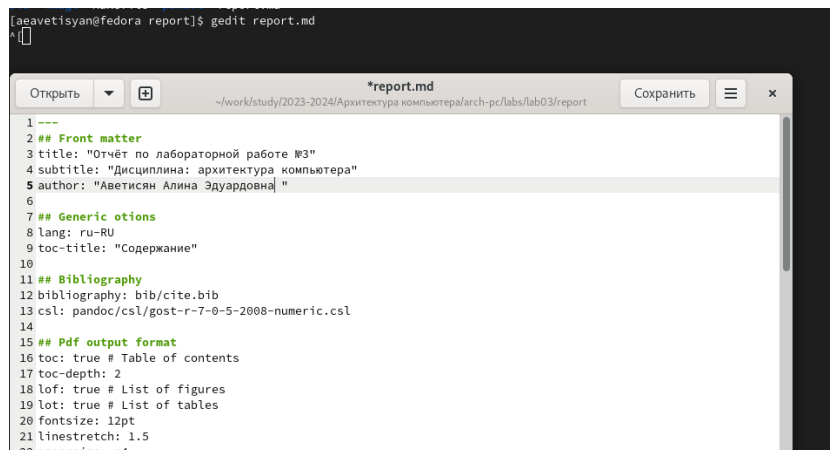 [aeavetisyan@fedora report]$ gedit report.md
^[
Открыть
*report.md
~/work/study/2023-2024/Архитектура компьютера/arch-pc/labs/lab03/report
Сохранить
1 ---
2 ## Front matter
3 title: "Отчёт по лабораторной работе №3"
4 subtitle: "Дисциплина: архитектура компьютера"
5 author: "Аветисян Алина Эдуардовна "
6
7 ## Generic otions
8 lang: ru-RU
9 toc-title: "Содержание"
10
11 ## Bibliography
12 bibliography: bib/cite.bib
13 csl: pandoc/csl/gost-r-7-0-5-2008-numeric.csl
14
15 ## Pdf output format
16 toc: true # Table of contents
17 toc-depth: 2
18 lof: true # List of figures
19 lot: true # List of tables
20 fontsize: 12pt
21 linestretch: 1.5